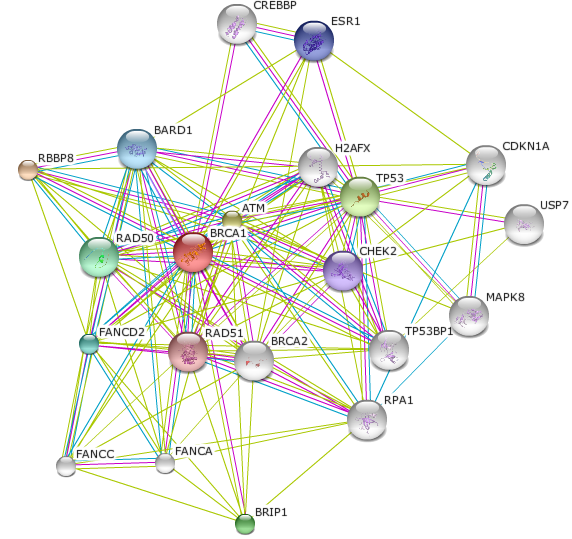 CREBBP
ESR1
BARD1
H2AFX
CDKN1A
RBBP8
TP53
ATM
USP7
BRCA1
RAD50
CHEK2
MAPK8
FANCD2
RAD51
BRCA2
TP53BP1
RPA1
FANCC
FANCA
BRIP1